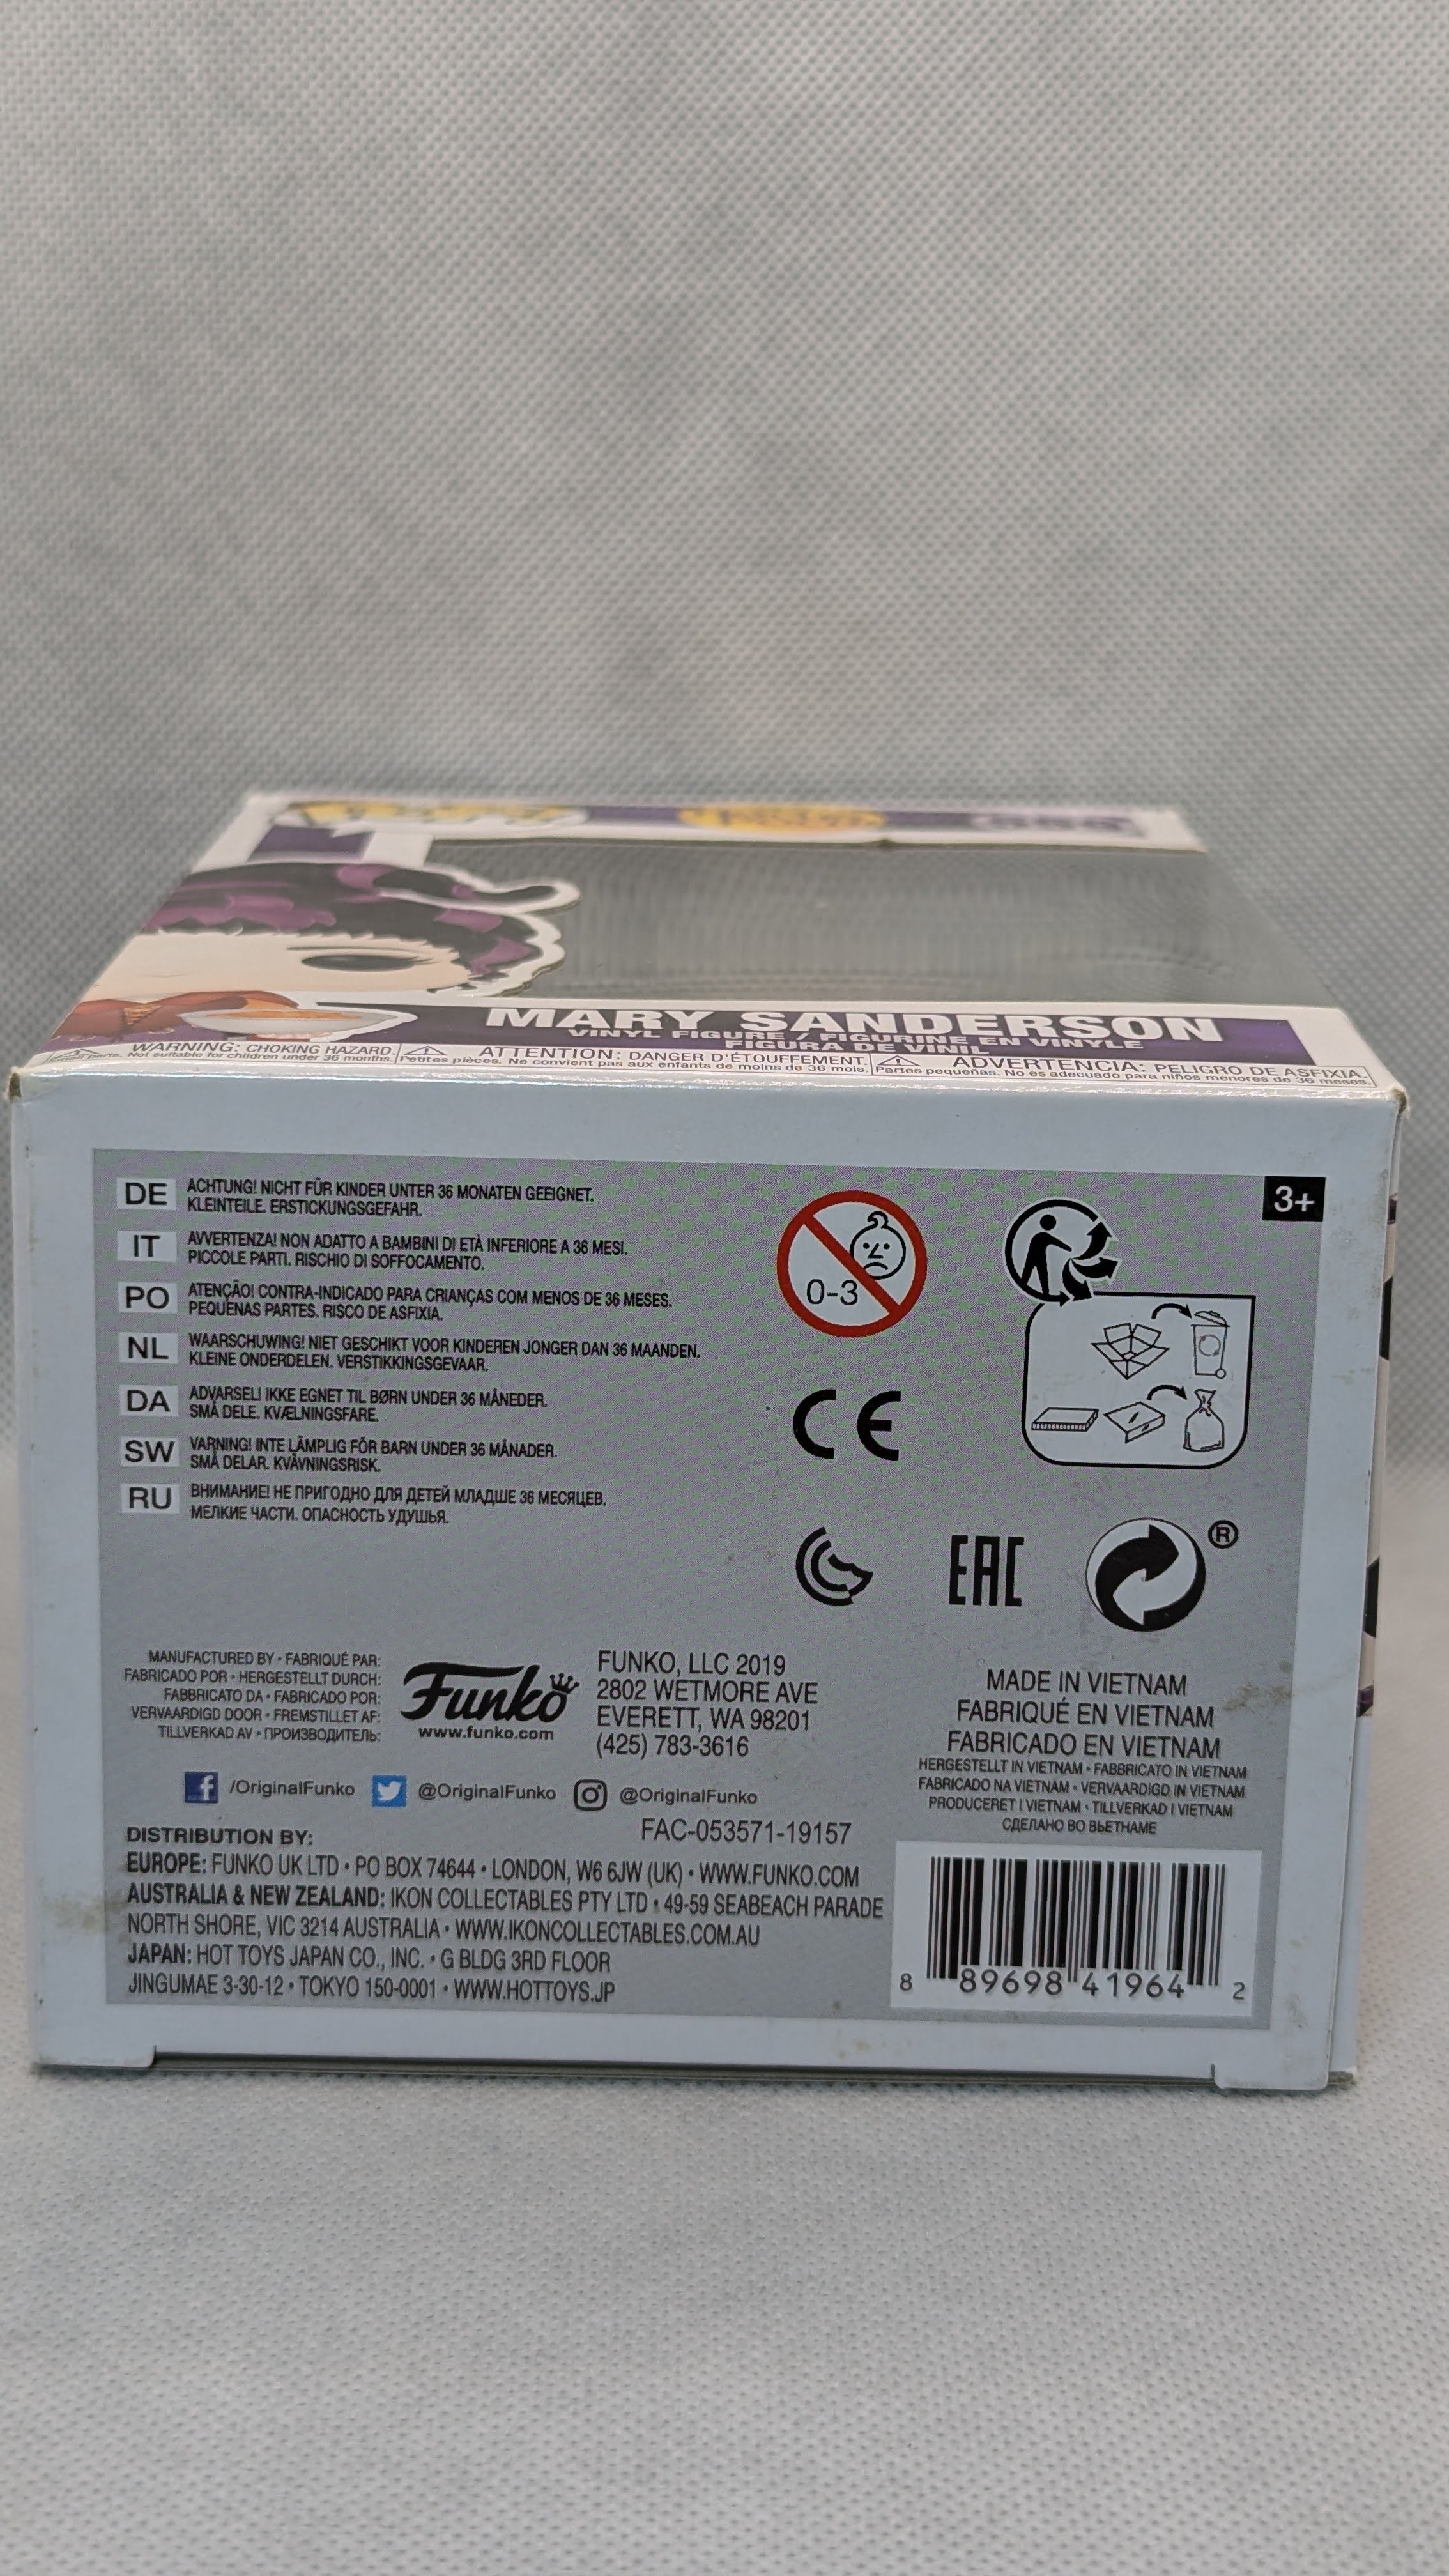 MARY SANDERSON
VINYL FIGURE / FIGURINE EN VINYLE
FIGURA DE VINIL
WARNING: CHOKING HAZARD.
parts. Not suitable for children under 36 months.
ATTENTION: DANGER D'ÉTOUFFEMENT.
Petites pièces. Ne convient pas aux enfants de moins de 36 mois.
ADVERTENCIA: PELIGRO DE ASFIXIA.
Partes pequeñas. No es adecuado para niños menores de 36 meses.
DE ACHTUNG! NICHT FÜR KINDER UNTER 36 MONATEN GEEIGNET.
KLEINTEILE. ERSTICKUNGSGEFAHR.
IT AVVERTENZA! NON ADATTO A BAMBINI DI ETÀ INFERIORE A 36 MESI.
PICCOLE PARTI. RISCHIO DI SOFFOCAMENTO.
PO ATENÇÃO! CONTRA-INDICADO PARA CRIANÇAS COM MENOS DE 36 MESES.
PEQUENAS PARTES. RISCO DE ASFIXIA.
NL WAARSCHUWING! NIET GESCHIKT VOOR KINDEREN JONGER DAN 36 MAANDEN.
KLEINE ONDERDELEN. VERSTIKKINGSGEVAAR.
DA ADVARSEL! IKKE EGNET TIL BØRN UNDER 36 MÅNEDER.
SMÅ DELE. KVÆLNINGSFARE.
SW VARNING! INTE LÄMPLIG FÖR BARN UNDER 36 MÅNADER.
SMÅ DELAR. KVÄVNINGSRISK.
RU ВНИМАНИЕ! НЕ ПРИГОДНО ДЛЯ ДЕТЕЙ МЛАДШЕ 36 МЕСЯЦЕВ.
МЕЛКИЕ ЧАСТИ. ОПАСНОСТЬ УДУШЬЯ.
0-3
3+
CE
EAC
®
MANUFACTURED BY • FABRIQUÉ PAR:
FABRICADO POR • HERGESTELLT DURCH:
FABBRICATO DA • FABRICADO POR:
VERVAARDIGD DOOR • FREMSTILLET AF:
TILLVERKAD AV • ПРОИЗВОДИТЕЛЬ:
Funko
www.funko.com
FUNKO, LLC 2019
2802 WETMORE AVE
EVERETT, WA 98201
(425) 783-3616
/OriginalFunko @OriginalFunko @OriginalFunko
FAC-053571-19157
MADE IN VIETNAM
FABRIQUÉ EN VIETNAM
FABRICADO EN VIETNAM
HERGESTELLT IN VIETNAM • FABBRICATO IN VIETNAM
FABRICADO NA VIETNAM • VERVAARDIGD IN VIETNAM
PRODUCERET I VIETNAM • TILLVERKAD I VIETNAM
СДЕЛАНО ВО ВЬЕТНАМЕ
DISTRIBUTION BY:
EUROPE: FUNKO UK LTD • PO BOX 74644 • LONDON, W6 6JW (UK) • WWW.FUNKO.COM
AUSTRALIA & NEW ZEALAND: IKON COLLECTABLES PTY LTD • 49-59 SEABEACH PARADE
NORTH SHORE, VIC 3214 AUSTRALIA • WWW.IKONCOLLECTABLES.COM.AU
JAPAN: HOT TOYS JAPAN CO., INC. • G BLDG 3RD FLOOR
JINGUMAE 3-30-12 • TOKYO 150-0001 • WWW.HOTTOYS.JP
8 89698 41964 2